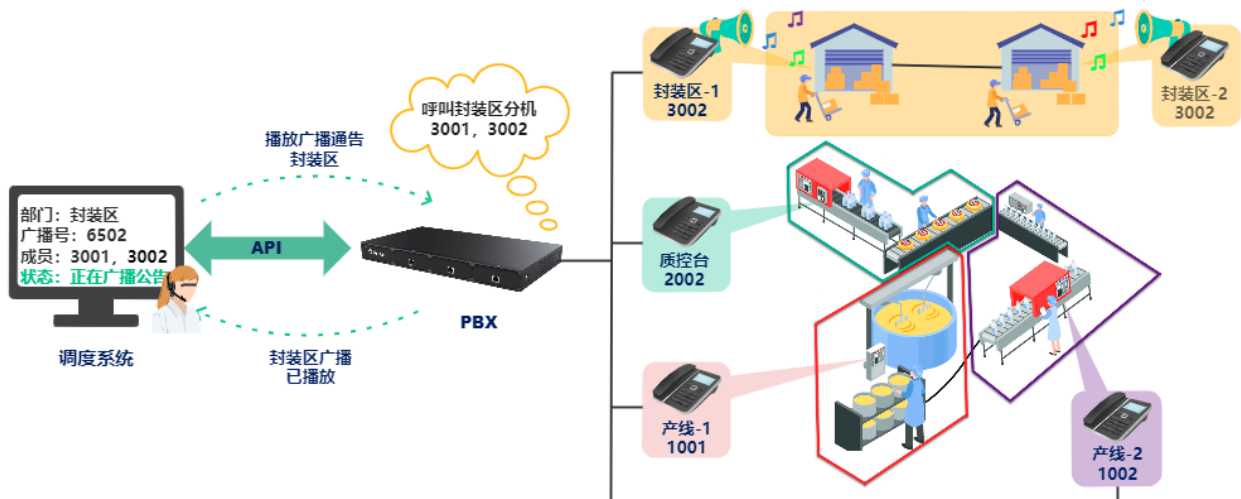 部门：封装区
广播号：6502
成员：3001, 3002
状态：正在广播公告
调度系统
播放广播通告
封装区
API
封装区广播
已播放
呼叫封装区分机
3001，3002
PBX
封装区-1
3002
封装区-2
3002
质控台
2002
产线-1
1001
产线-2
1002